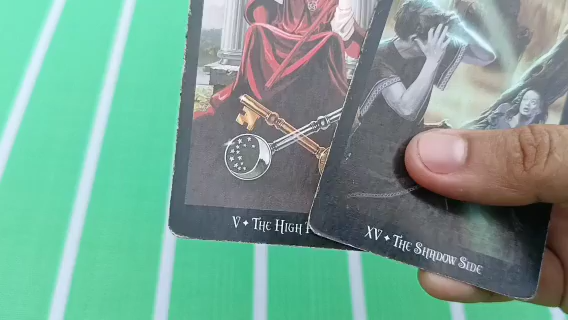 V ✦ The High
XV ✦ The Shadow Side